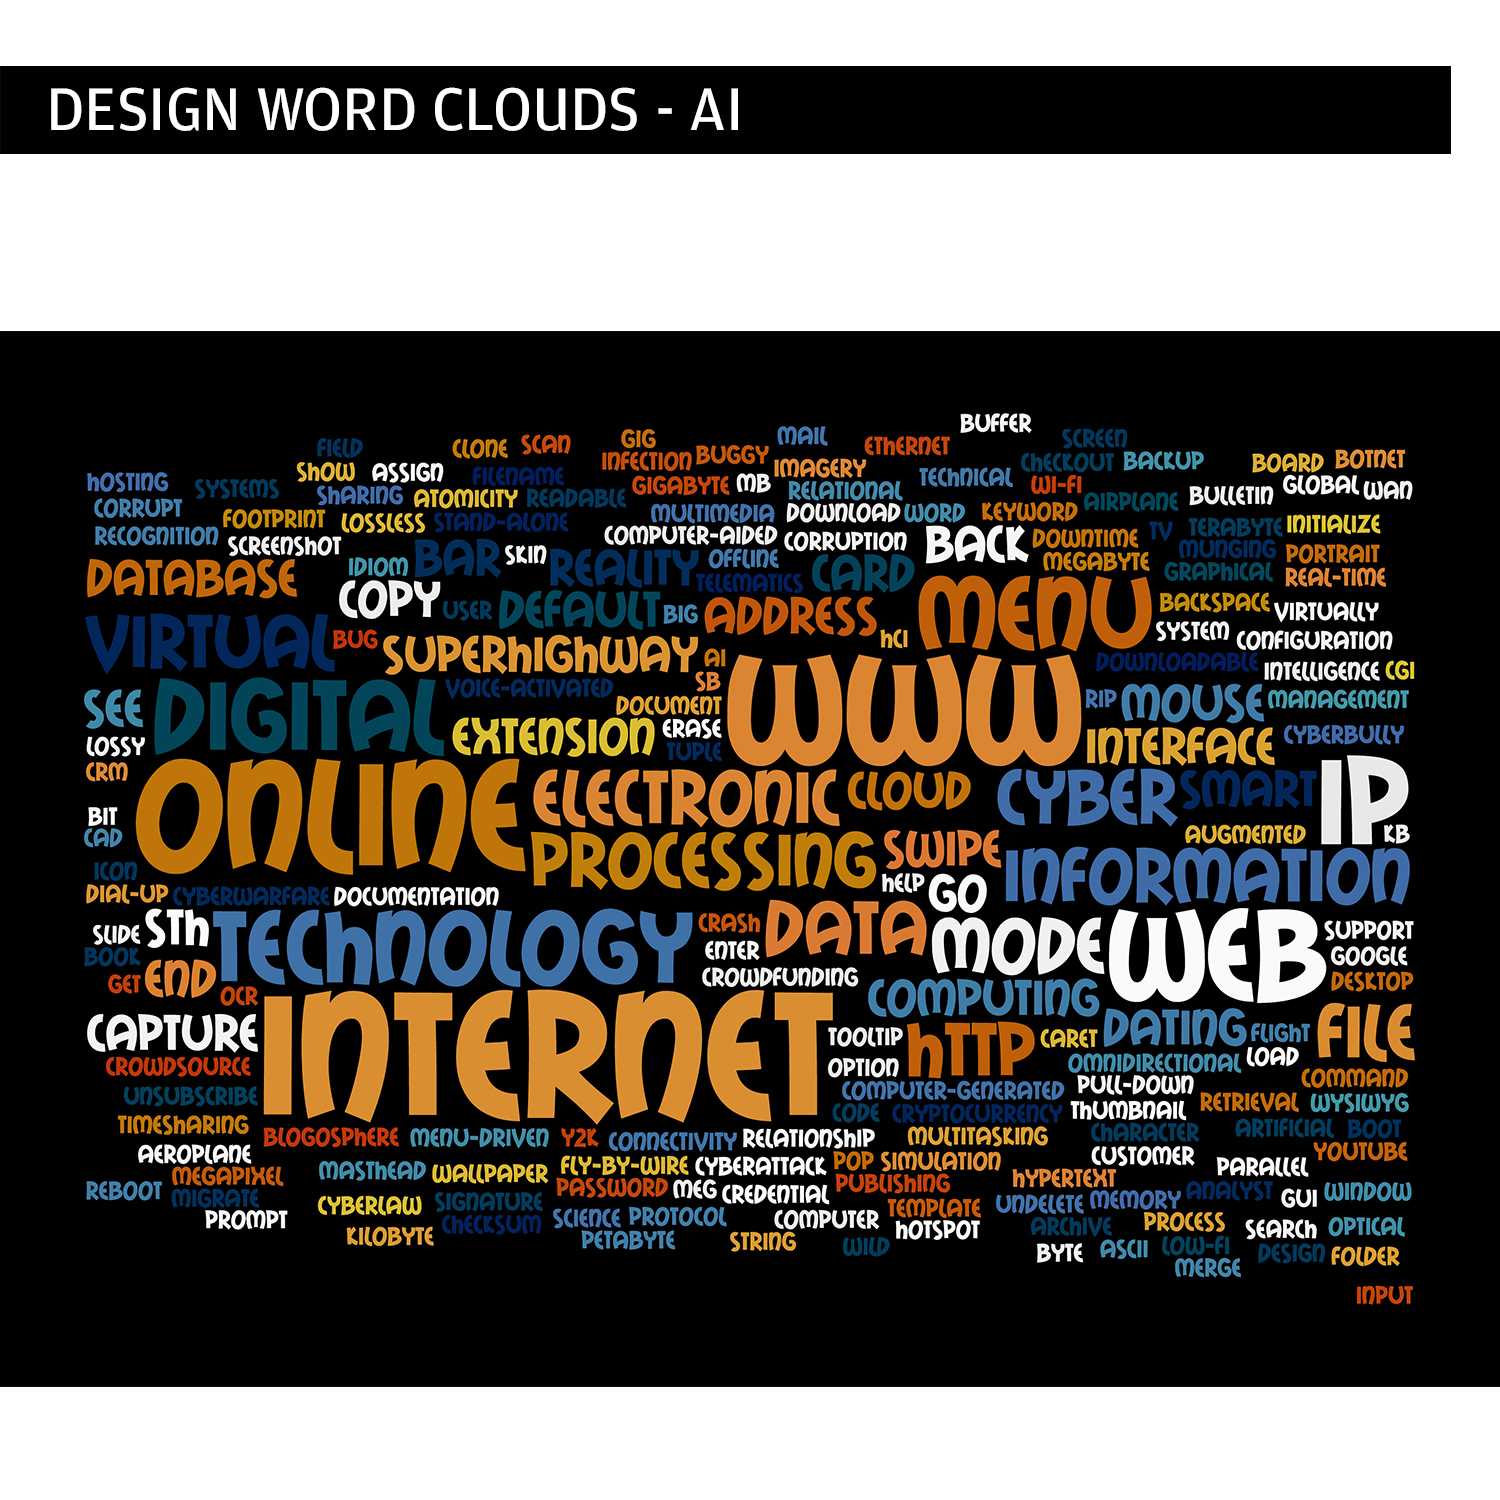 DESIGN WORD CLOUDS - AI
BUFFER
FIELD CLONE SCAN GIG MAIL ETHERNET SCREEN
INFECTION BUGGY IMAGERY CHECKOUT BACKUP BOARD BOTNET
HOSTING SYSTEMS SHOW ASSIGN FILENAME GIGABYTE MB RELATIONAL TECHNICAL WI-FI GLOBAL WAN
CORRUPT SHARING ATOMICITY READABLE MULTIMEDIA DOWNLOAD WORD KEYWORD AIRPLANE BULLETIN
RECOGNITION FOOTPRINT LOSSLESS STAND-ALONE COMPUTER-AIDED CORRUPTION BACK DOWNTIME TV TERABYTE INITIALIZE
SCREENSHOT IDIOM BAR SKIN REALITY OFFLINE MEGABYTE MUNGING PORTRAIT
DATABASE TELEMATICS CARD GRAPHICAL REAL-TIME
COPY USER DEFAULT BIG ADDRESS MENU BACKSPACE VIRTUALLY
VIRTUAL BUG SUPERHIGHWAY HCI SYSTEM CONFIGURATION
AI WWW DOWNLOADABLE INTELLIGENCE CGI
SEE DIGITAL VOICE-ACTIVATED SB RIP MOUSE MANAGEMENT
DOCUMENT
LOSSY EXTENSION ERASE TUPLE INTERFACE CYBERBULLY
CRM ONLINE ELECTRONIC CLOUD CYBER SMART IP
BIT
CAD PROCESSING SWIPE AUGMENTED KB
ICON INFORMATION
DIAL-UP CYBERWARFARE DOCUMENTATION HELP GO
SLIDE STH TECHNOLOGY CRASH DATA MODE WEB SUPPORT
BOOK ENTER GOOGLE
GET END OCR CROWDFUNDING COMPUTING DESKTOP
CAPTURE INTERNET TOOLTIP HTTP CARET DATING FLIGHT FILE
CROWDSOURCE OPTION OMNIDIRECTIONAL LOAD
UNSUBSCRIBE COMPUTER-GENERATED PULL-DOWN COMMAND
TIMESHARING CODE CRYPTOCURRENCY THUMBNAIL RETRIEVAL WYSIWYG
BLOGOSPHERE MENU-DRIVEN Y2K CONNECTIVITY RELATIONSHIP MULTITASKING CHARACTER ARTIFICIAL BOOT
AEROPLANE MASTHEAD WALLPAPER FLY-BY-WIRE CYBERATTACK POP SIMULATION CUSTOMER PARALLEL YOUTUBE
REBOOT MEGAPIXEL PASSWORD MEG CREDENTIAL PUBLISHING HYPERTEXT ANALYST GUI WINDOW
MIGRATE CYBERLAW SIGNATURE TEMPLATE UNDELETE MEMORY
PROMPT CHECKSUM SCIENCE PROTOCOL COMPUTER HOTSPOT ARCHIVE PROCESS SEARCH OPTICAL
KILOBYTE PETABYTE STRING WILD BYTE ASCII LOW-FI DESIGN FOLDER
MERGE
INPUT